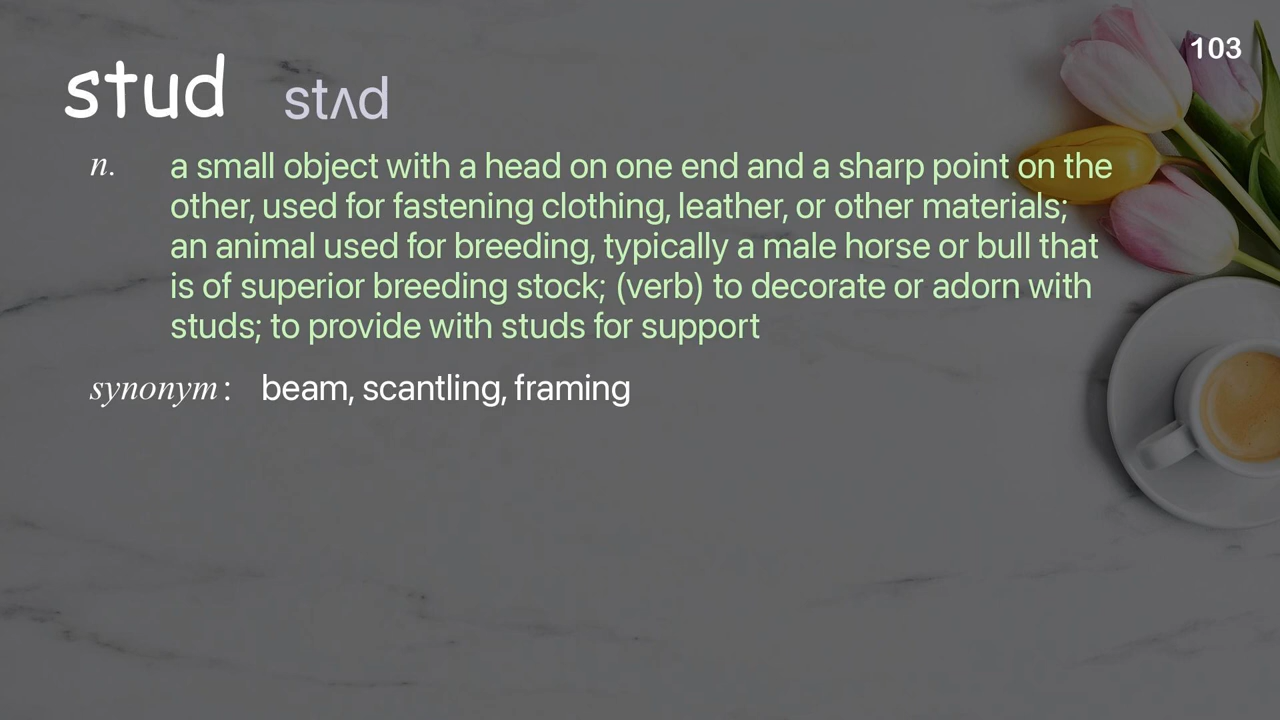 103
stud stʌd
n. a small object with a head on one end and a sharp point on the
other, used for fastening clothing, leather, or other materials;
an animal used for breeding, typically a male horse or bull that
is of superior breeding stock; (verb) to decorate or adorn with
studs; to provide with studs for support
synonym: beam, scantling, framing